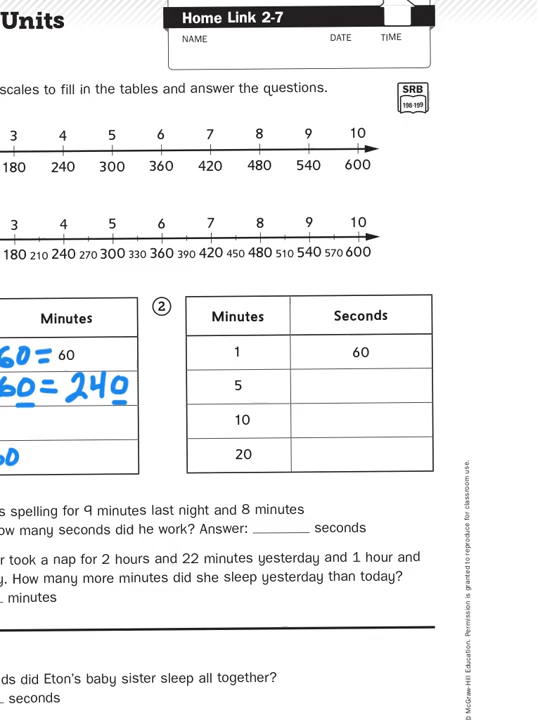 Units
Home Link 2-7
NAME DATE TIME
scales to fill in the tables and answer the questions.
SRB
198-199
3 4 5 6 7 8 9 10
180 240 300 360 420 480 540 600
3 4 5 6 7 8 9 10
180 210 240 270 300 330 360 390 420 450 480 510 540 570 600
Minutes
60 = 60
60 = 240
60
2
Minutes Seconds
1 60
5
10
20
s spelling for 9 minutes last night and 8 minutes
ow many seconds did he work? Answer: ________ seconds
r took a nap for 2 hours and 22 minutes yesterday and 1 hour and
y. How many more minutes did she sleep yesterday than today?
_ minutes
ds did Eton's baby sister sleep all together?
_ seconds
McGraw-Hill Education. Permission is granted to reproduce for classroom use.